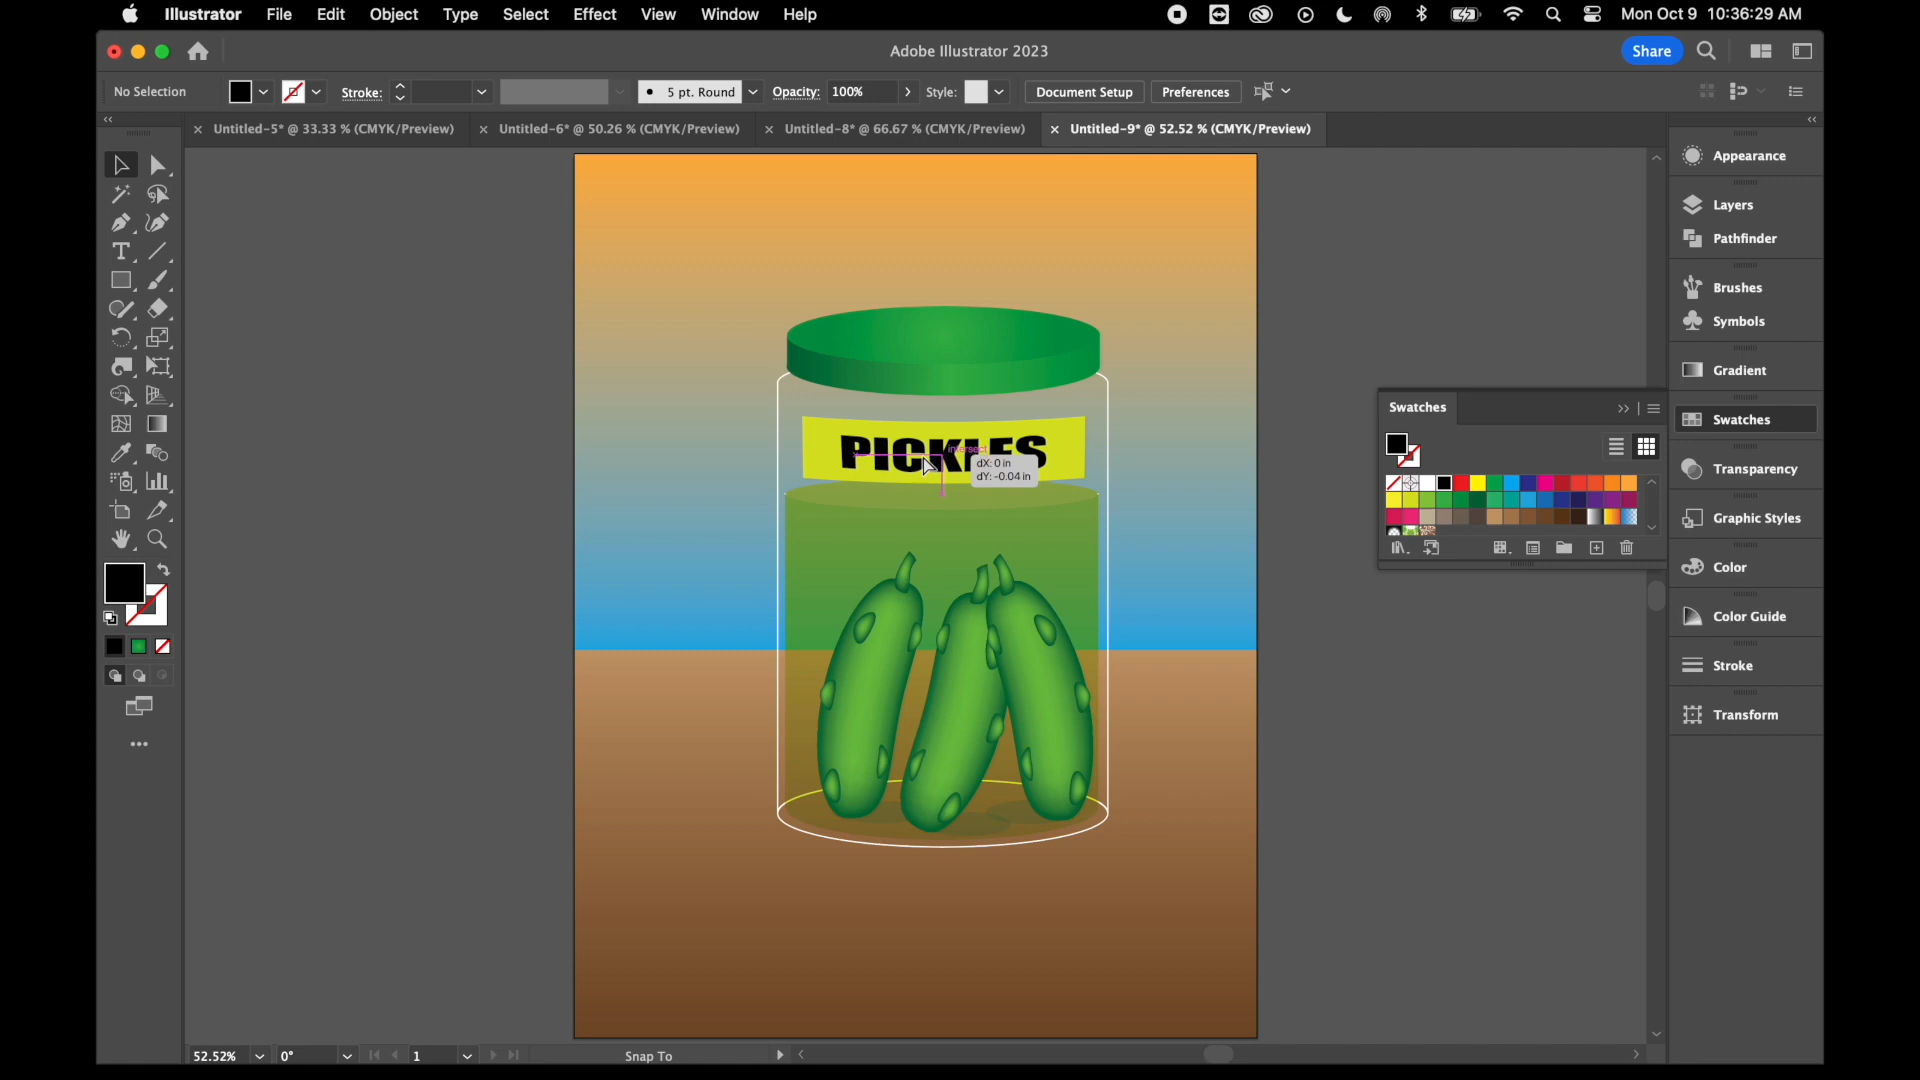 Illustrator File Edit Object Type Select Effect View Window Help Mon Oct 9 10:36:29 AM
Adobe Illustrator 2023
Share
No Selection Stroke: 5 pt. Round Opacity: 100% Style: Document Setup Preferences
Untitled-5* @ 33.33 % (CMYK/Preview) Untitled-6* @ 50.26 % (CMYK/Preview) Untitled-8* @ 66.67 % (CMYK/Preview) Untitled-9* @ 52.52 % (CMYK/Preview)
Appearance
Layers
Pathfinder
Brushes
Symbols
Gradient
Swatches
Swatches
PICKLES
intersect
dX: 0 in
dY: -0.04 in
Transparency
Graphic Styles
Color
Color Guide
Stroke
Transform
52.52% 0° 1 Snap To